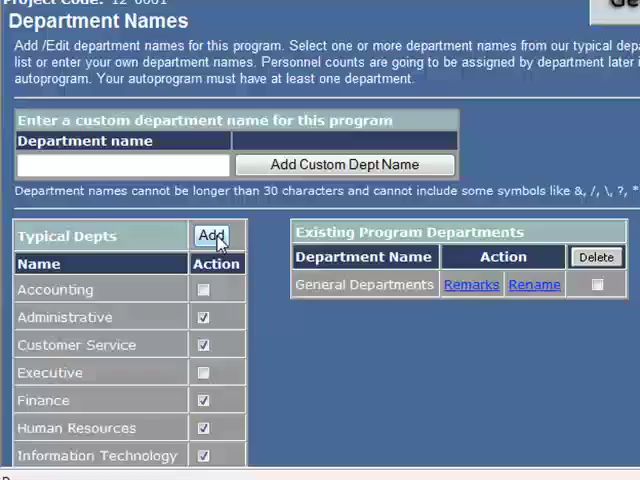 Project Code: 12-0001
Department Names
Add /Edit department names for this program. Select one or more department names from our typical
list or enter your own department names. Personnel counts are going to be assigned by department later
autoprogram. Your autoprogram must have at least one department.
Enter a custom department name for this program
Department name
Add Custom Dept Name
Department names cannot be longer than 30 characters and cannot include some symbols like &, /, \, ?, *
Typical Depts Add
Name Action
Accounting
Administrative
Customer Service
Executive
Finance
Human Resources
Information Technology
Existing Program Departments
Department Name Action Delete
General Departments Remarks Rename